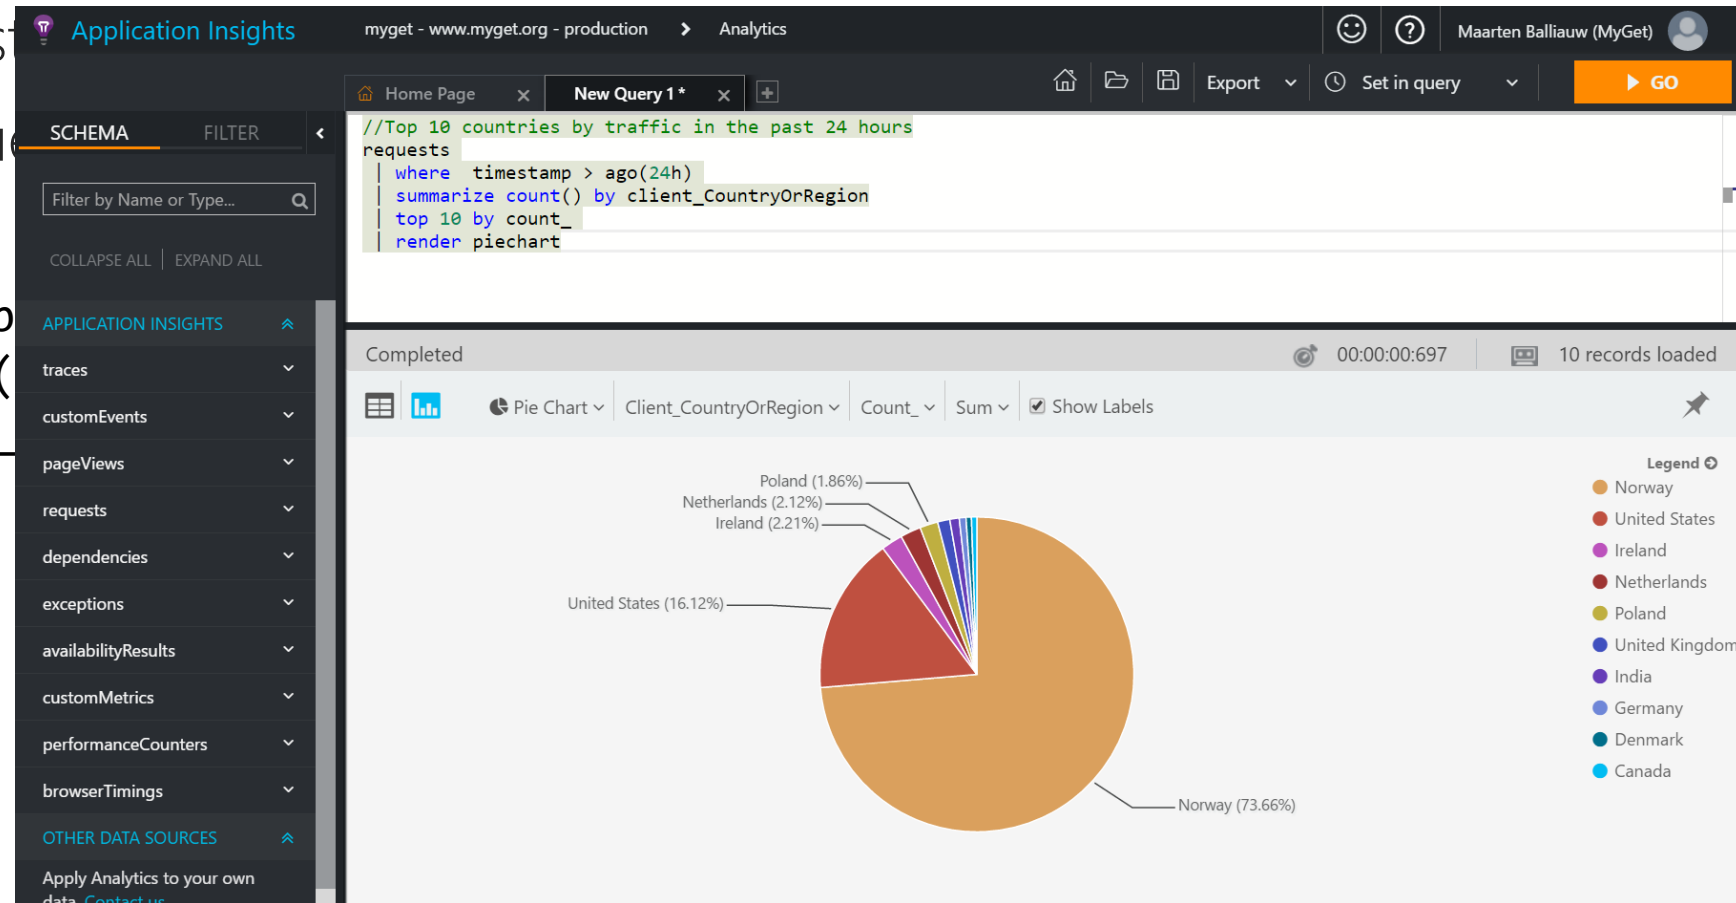 Application Insights
myget - www.myget.org - production
Analytics
Maarten Balliauw (MyGet)
Home Page
New Query 1 *
Export
Set in query
GO
SCHEMA
FILTER
Filter by Name or Type...
COLLAPSE ALL
EXPAND ALL
APPLICATION INSIGHTS
traces
customEvents
pageViews
requests
dependencies
exceptions
availabilityResults
customMetrics
performanceCounters
browserTimings
OTHER DATA SOURCES
Apply Analytics to your own
data. Contact us
//Top 10 countries by traffic in the past 24 hours
requests
| where timestamp > ago(24h)
| summarize count() by client_CountryOrRegion
| top 10 by count_
| render piechart
Completed
00:00:00:697
10 records loaded
Pie Chart
Client_CountryOrRegion
Count_
Sum
Show Labels
Poland (1.86%)
Netherlands (2.12%)
Ireland (2.21%)
United States (16.12%)
Norway (73.66%)
Legend
Norway
United States
Ireland
Netherlands
Poland
United Kingdom
India
Germany
Denmark
Canada